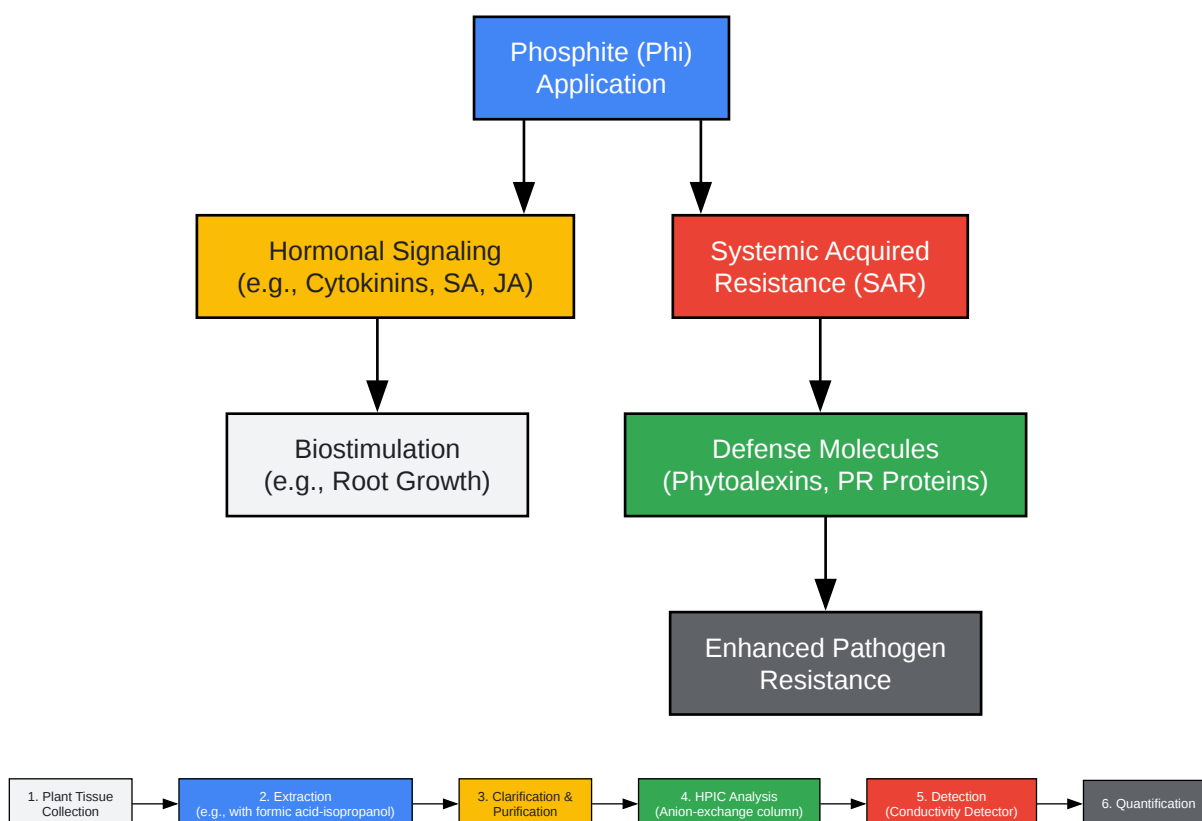 Phosphite (Phi)
Application
Hormonal Signaling
(e.g., Cytokinins, SA, JA)
Systemic Acquired
Resistance (SAR)
Biostimulation
(e.g., Root Growth)
Defense Molecules
(Phytoalexins, PR Proteins)
Enhanced Pathogen
Resistance
1. Plant Tissue
Collection
2. Extraction
(e.g., with formic acid-isopropanol)
3. Clarification &
Purification
4. HPIC Analysis
(Anion-exchange column)
5. Detection
(Conductivity Detector)
6. Quantification